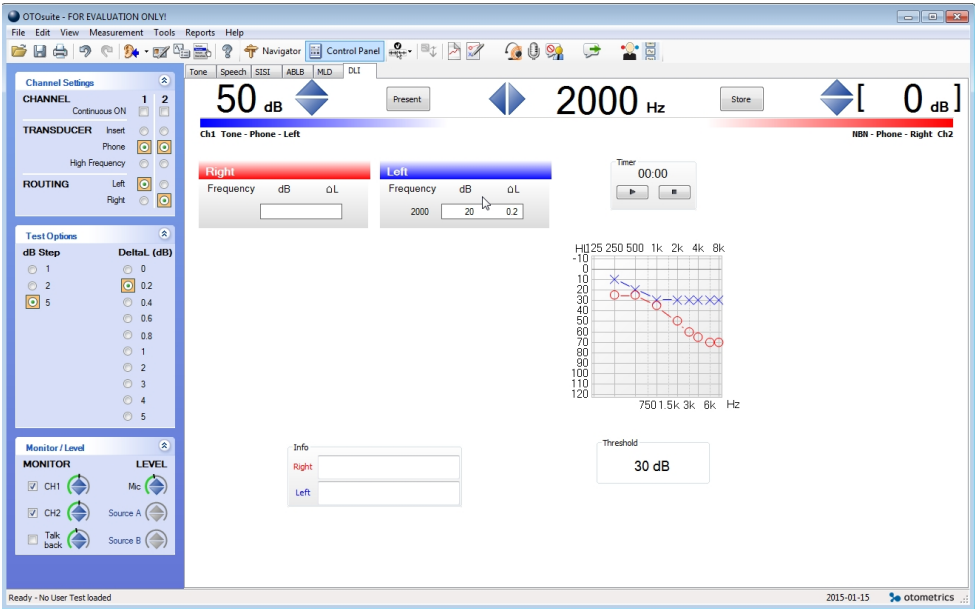 OTOsuite - FOR EVALUATION ONLY!
File Edit View Measurement Tools Reports Help
Navigator Control Panel
Tone Speech SISI ABLB MLD DLI
Channel Settings
CHANNEL 1 2
Continuous ON
TRANSDUCER Insert
Phone
High Frequency
ROUTING Left
Right
Test Options
dB Step DeltaL (dB)
1 0
2 0.2
5 0.4
0.6
0.8
1
2
3
4
5
Monitor / Level
MONITOR LEVEL
CH1 Mic
CH2 Source A
Talk back Source B
50 dB Present 2000 Hz Store [ 0 dB ]
Ch1 Tone - Phone - Left NBN - Phone - Right Ch2
Right
Frequency dB ΩL
Left
Frequency dB ΩL
2000 20 0.2
Timer
00:00
HL 125 250 500 1k 2k 4k 8k
-10
0
10
20
30
40
50
60
70
80
90
100
110
120
750 1.5k 3k 6k Hz
Info
Right
Left
Threshold
30 dB
Ready - No User Test loaded 2015-01-15 otometrics